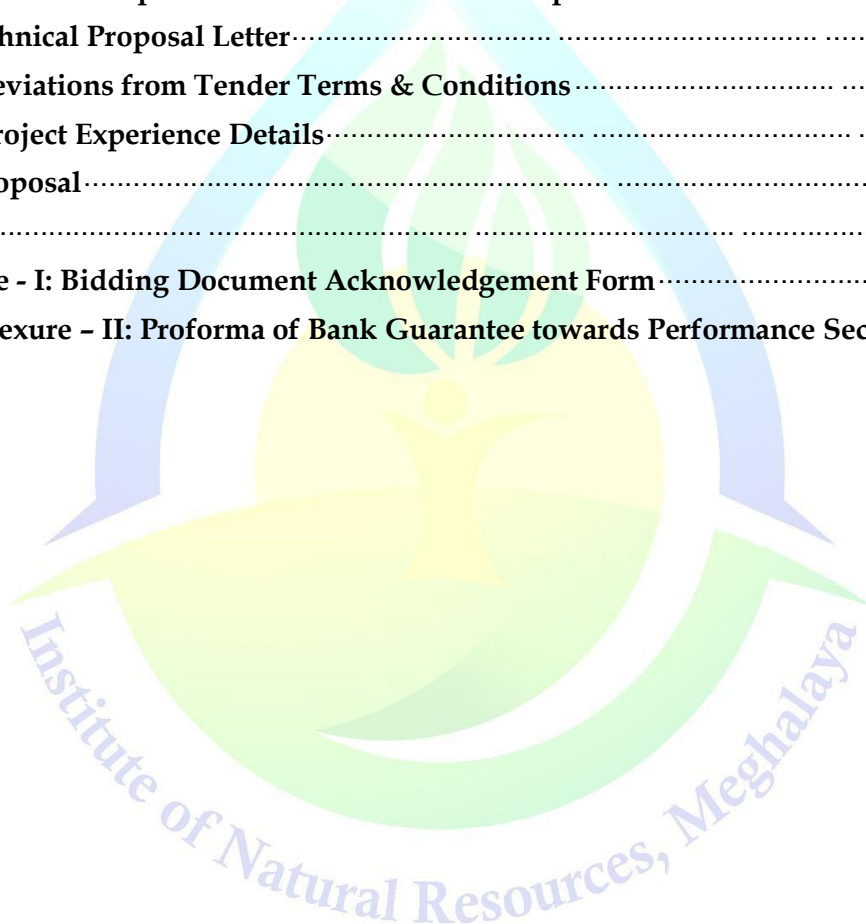 hnical Proposal Letter
eviations from Tender Terms & Conditions
roject Experience Details
oposal
e - I: Bidding Document Acknowledgement Form
exure – II: Proforma of Bank Guarantee towards Performance Sec
Institute of Natural Resources, Meghalaya